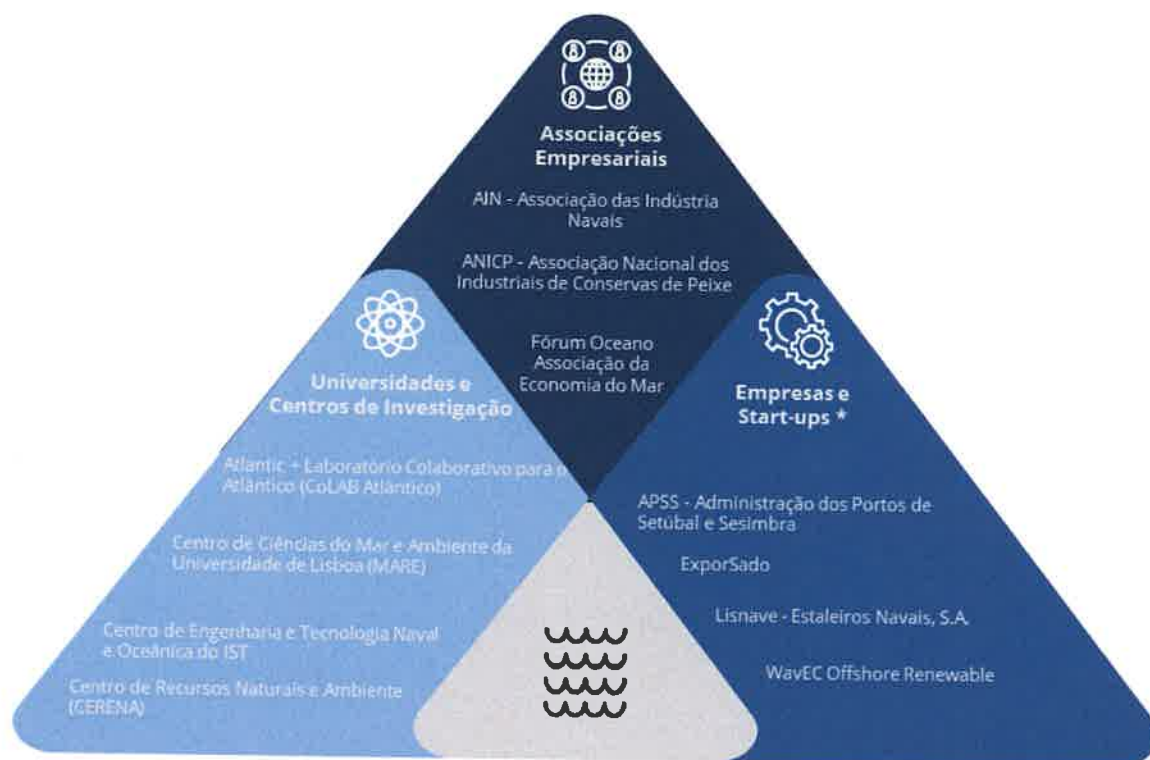 Associações
Empresariais
AIN - Associação das Indústria
Navais
ANICP - Associação Nacional dos
Industriais de Conservas de Peixe
Fórum Oceano
Associação da
Economia do Mar
Universidades e
Centros de Investigação
Atlantic + Laboratório Colaborativo para o
Atlântico (CoLAB Atlântico)
Centro de Ciências do Mar e Ambiente da
Universidade de Lisboa (MARE)
Centro de Engenharia e Tecnologia Naval
e Oceânica do IST
Centro de Recursos Naturais e Ambiente
(CERENA)
Empresas e
Start-ups *
APSS - Administração dos Portos de
Setúbal e Sesimbra
ExporSado
Lisnave - Estaleiros Navais, S.A.
WavEC Offshore Renewable